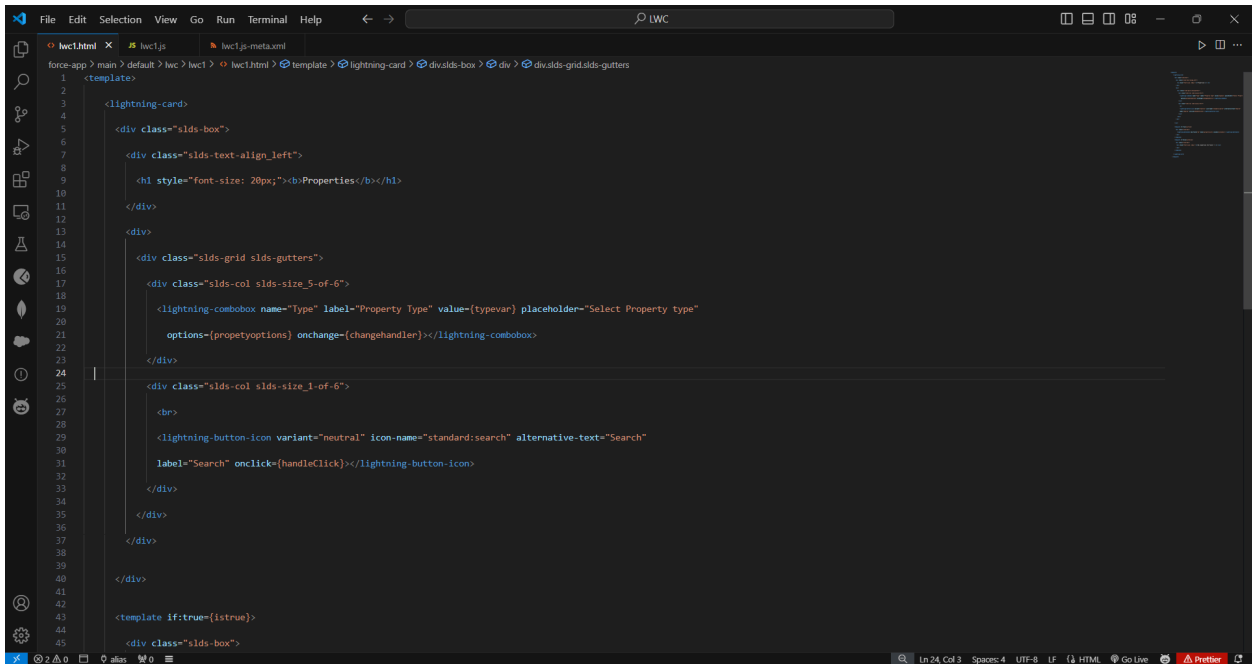 File Edit Selection View Go Run Terminal Help LWC
lwc1.html JS lwc1.js lwc1.js-meta.xml
force-app > main > default > lwc > lwc1 > lwc1.html > template > lightning-card > div.slds-box > div > div.slds-grid.slds-gutters
1 <template>
2
3 <lightning-card>
4
5 <div class="slds-box">
6
7 <div class="slds-text-align_left">
8
9 <h1 style="font-size: 20px;"><b>Properties</b></h1>
10
11 </div>
12
13 <div>
14
15 <div class="slds-grid slds-gutters">
16
17 <div class="slds-col slds-size_5-of-6">
18
19 <lightning-combobox name="Type" label="Property Type" value={typevar} placeholder="Select Property type"
20
21 options={propetyoptions} onchange={changehandler}></lightning-combobox>
22
23 </div>
24
25 <div class="slds-col slds-size_1-of-6">
26
27 <br>
28
29 <lightning-button-icon variant="neutral" icon-name="standard:search" alternative-text="Search"
30
31 label="Search" onclick={handleClick}></lightning-button-icon>
32
33 </div>
34
35 </div>
36
37 </div>
38
39
40 </div>
41
42
43 <template if:true={istrue}>
44
45 <div class="slds-box">
2 0 alias 0 Ln 24, Col 3 Spaces: 4 UTF-8 LF HTML Go Live Prettier